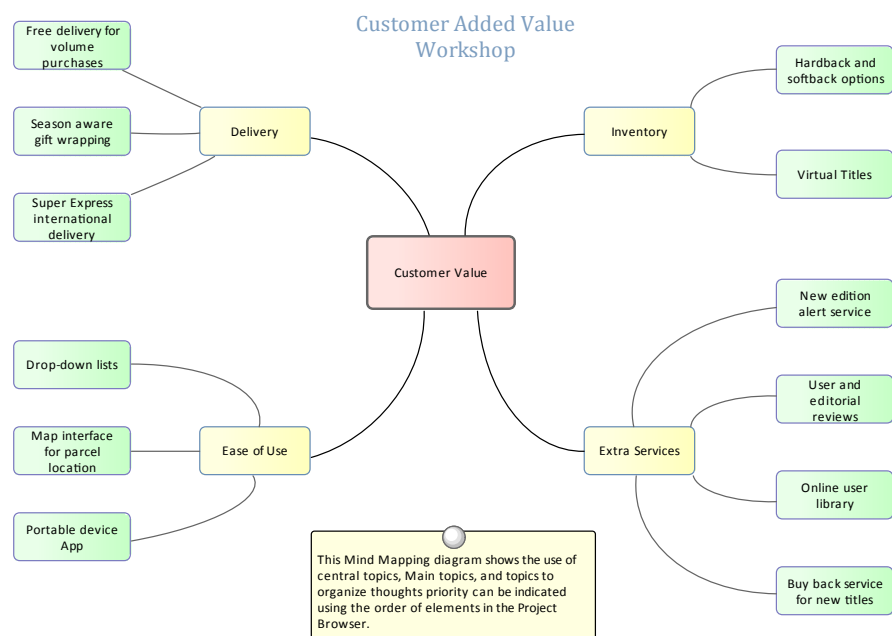 Customer Added Value
Workshop
Free delivery for
volume
purchases
Season aware
gift wrapping
Super Express
international
delivery
Delivery
Inventory
Hardback and
softback options
Virtual Titles
Customer Value
Drop-down lists
Map interface
for parcel
location
Portable device
App
Ease of Use
Extra Services
New edition
alert service
User and
editorial
reviews
Online user
library
Buy back service
for new titles
This Mind Mapping diagram shows the use of
central topics, Main topics, and topics to
organize thoughts priority can be indicated
using the order of elements in the Project
Browser.